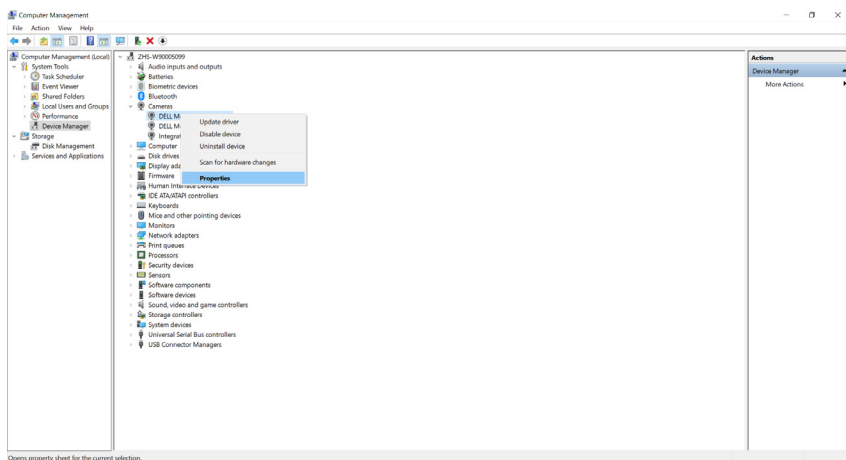 Computer Management
File Action View Help
Computer Management (Local)
System Tools
Task Scheduler
Event Viewer
Shared Folders
Local Users and Groups
Performance
Device Manager
Storage
Disk Management
Services and Applications
ZHS-W90005099
Audio inputs and outputs
Batteries
Biometric devices
Bluetooth
Cameras
DELL M
DELL M
Integrat
Computer
Disk drives
Display ada
Firmware
Human Interface Devices
IDE ATA/ATAPI controllers
Keyboards
Mice and other pointing devices
Monitors
Network adapters
Print queues
Processors
Security devices
Sensors
Software components
Software devices
Sound, video and game controllers
Storage controllers
System devices
Universal Serial Bus controllers
USB Connector Managers
Update driver
Disable device
Uninstall device
Scan for hardware changes
Properties
Actions
Device Manager
More Actions
Opens property sheet for the current selection.